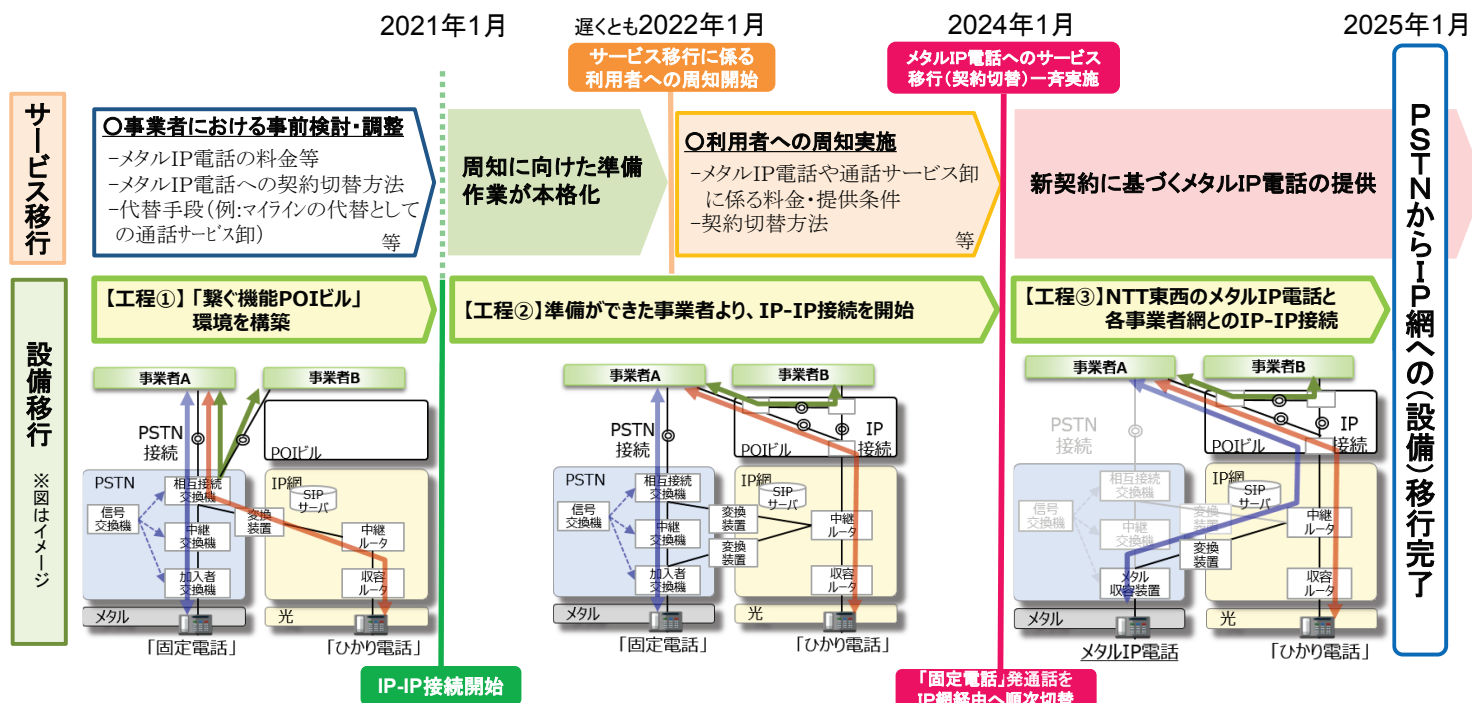 2021年1月
遅くとも 2022年1月
2024年1月
2025年1月
サービス移行に係る
利用者への周知開始
メタルIP電話へのサービス
移行(契約切替)一斉実施
サービス移行
〇事業者における事前検討・調整
-メタルIP電話の料金等
-メタルIP電話への契約切替方法
-代替手段(例:マイラインの代替として
の通話サービス卸)
等
周知に向けた準備
作業が本格化
〇利用者への周知実施
-メタルIP電話や通話サービス卸
に係る料金・提供条件
-契約切替方法
等
新契約に基づくメタルIP電話の提供
PSTNからIP網への(設備)移行完了
設備移行
※図はイメージ
【工程①】「繋ぐ機能POIビル」
環境を構築
【工程②】準備ができた事業者より、IP-IP接続を開始
【工程③】NTT東西のメタルIP電話と
各事業者網とのIP-IP接続
事業者A
事業者B
PSTN
接続
POIビル
PSTN
相互接続
交換機
信号
交換機
中継
交換機
加入者
交換機
変換
装置
IP網
SIP
サーバ
中継
ルータ
収容
ルータ
メタル
光
「固定電話」
「ひかり電話」
事業者A
事業者B
PSTN
接続
IP
接続
POIビル
PSTN
相互接続
交換機
信号
交換機
中継
交換機
加入者
交換機
変換
装置
変換
装置
IP網
SIP
サーバ
中継
ルータ
収容
ルータ
メタル
光
「固定電話」
「ひかり電話」
事業者A
事業者B
PSTN
接続
IP
接続
POIビル
PSTN
相互接続
交換機
信号
交換機
中継
交換機
変換
装置
変換
装置
メタル
収容装置
IP網
SIP
サーバ
中継
ルータ
収容
ルータ
メタル
光
メタルIP電話
「ひかり電話」
IP-IP接続開始
「固定電話」発通話を
IP網経由へ順次切替